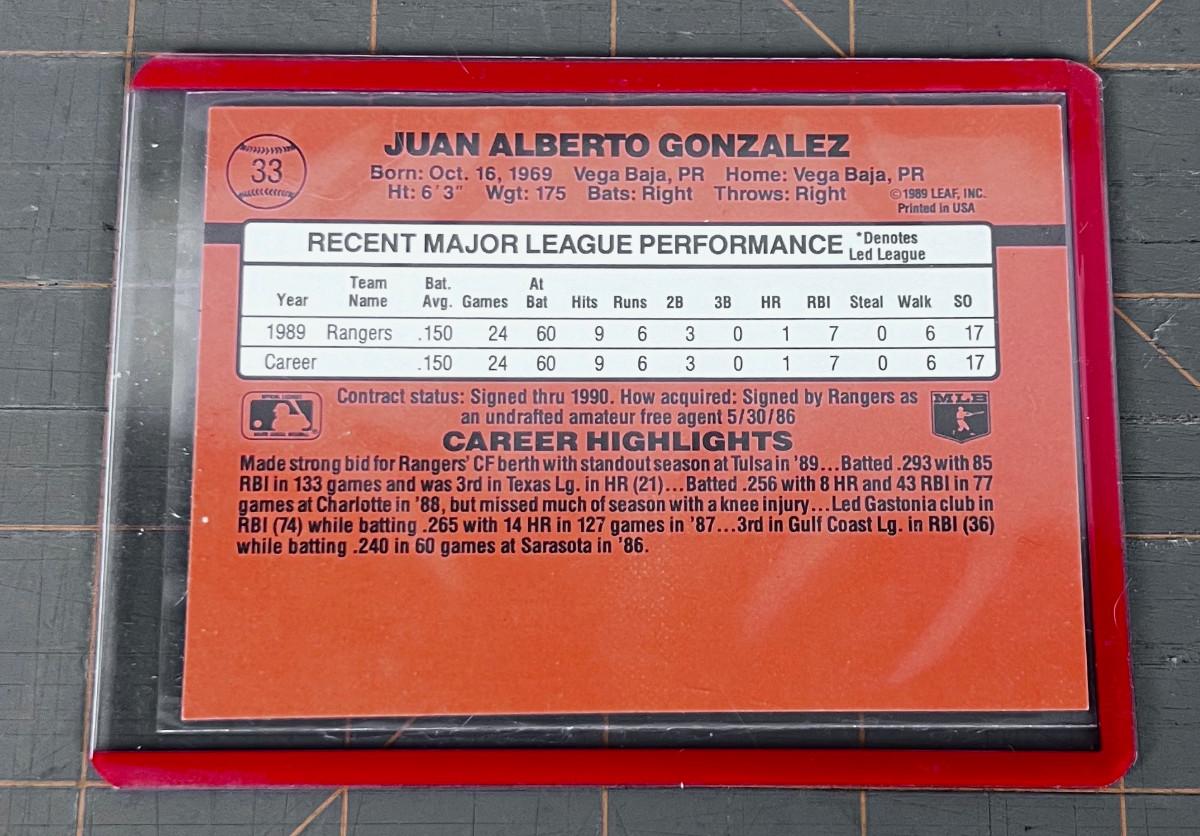 33
JUAN ALBERTO GONZALEZ
Born: Oct. 16, 1969 Vega Baja, PR Home: Vega Baja, PR
Ht: 6'3" Wgt: 175 Bats: Right Throws: Right
©1989 LEAF, INC.
Printed in USA
RECENT MAJOR LEAGUE PERFORMANCE
*Denotes
Led League
Year Team Name Bat. Avg. Games At Bat Hits Runs 2B 3B HR RBI Steal Walk SO
1989 Rangers .150 24 60 9 6 3 0 1 7 0 6 17
Career .150 24 60 9 6 3 0 1 7 0 6 17
Contract status: Signed thru 1990. How acquired: Signed by Rangers as
an undrafted amateur free agent 5/30/86
MLB
CAREER HIGHLIGHTS
Made strong bid for Rangers' CF berth with standout season at Tulsa in '89...Batted .293 with 85
RBI in 133 games and was 3rd in Texas Lg. in HR (21)...Batted .256 with 8 HR and 43 RBI in 77
games at Charlotte in '88, but missed much of season with a knee injury...Led Gastonia club in
RBI (74) while batting .265 with 14 HR in 127 games in '87...3rd in Gulf Coast Lg. in RBI (36)
while batting .240 in 60 games at Sarasota in '86.